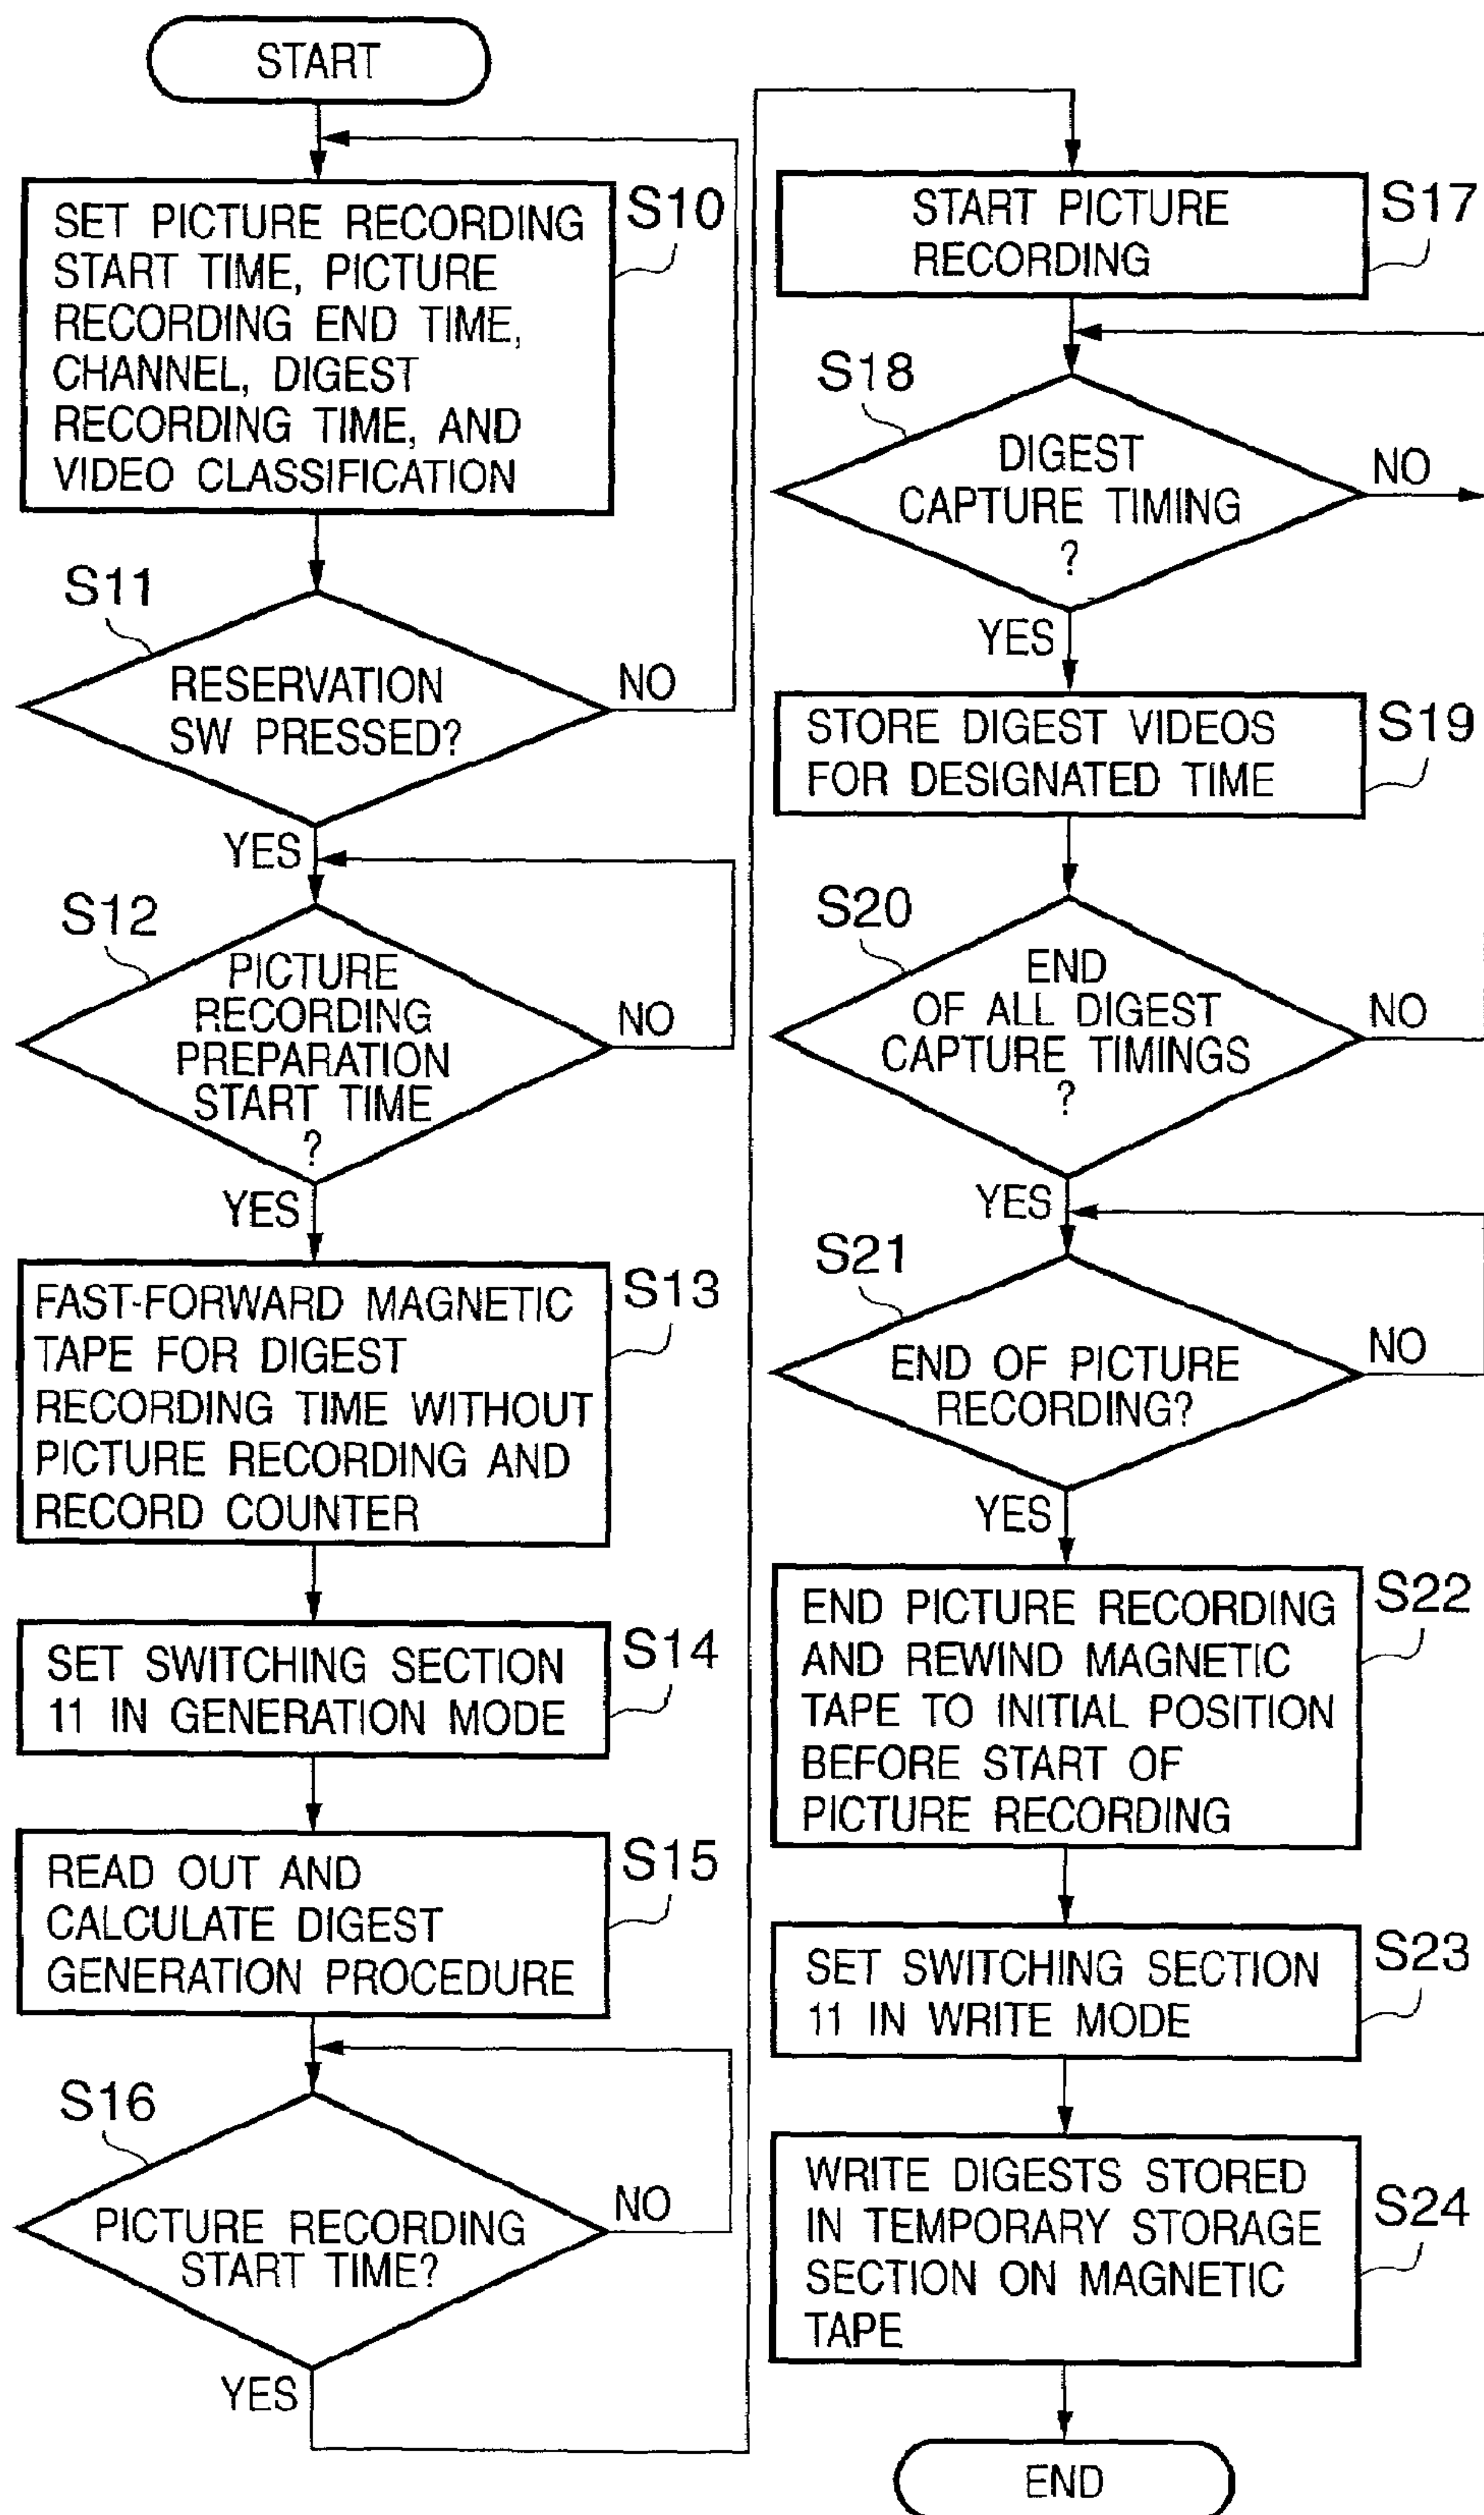 START
SET PICTURE RECORDING
START TIME, PICTURE
RECORDING END TIME,
CHANNEL, DIGEST
RECORDING TIME, AND
VIDEO CLASSIFICATION
S10
S11
RESERVATION
SW PRESSED?
NO
YES
S12
PICTURE
RECORDING
PREPARATION
START TIME
?
NO
YES
FAST-FORWARD MAGNETIC
TAPE FOR DIGEST
RECORDING TIME WITHOUT
PICTURE RECORDING AND
RECORD COUNTER
S13
SET SWITCHING SECTION
11 IN GENERATION MODE
S14
READ OUT AND
CALCULATE DIGEST
GENERATION PROCEDURE
S15
S16
PICTURE RECORDING
START TIME?
NO
YES
START PICTURE
RECORDING
S17
S18
DIGEST
CAPTURE TIMING
?
NO
YES
STORE DIGEST VIDEOS
FOR DESIGNATED TIME
S19
S20
END
OF ALL DIGEST
CAPTURE TIMINGS
?
NO
YES
S21
END OF PICTURE
RECORDING?
NO
YES
END PICTURE RECORDING
AND REWIND MAGNETIC
TAPE TO INITIAL POSITION
BEFORE START OF
PICTURE RECORDING
S22
SET SWITCHING SECTION
11 IN WRITE MODE
S23
WRITE DIGESTS STORED
IN TEMPORARY STORAGE
SECTION ON MAGNETIC
TAPE
S24
END